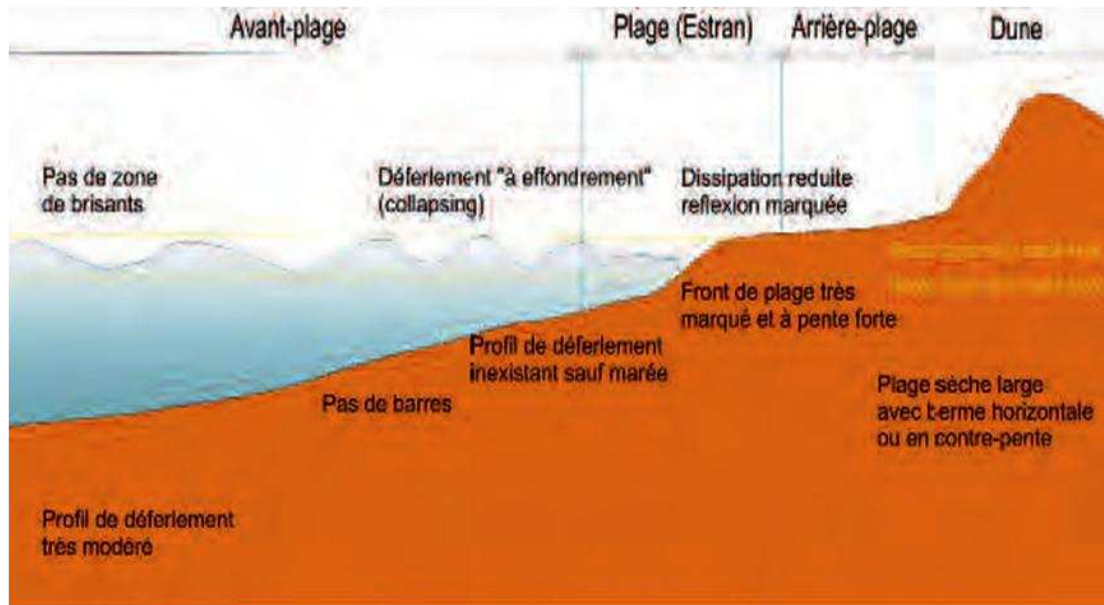 Avant-plage
Plage (Estran)
Arrière-plage
Dune
Pas de zone
de brisants
Déferlement "à effondrement"
(collapsing)
Dissipation reduite
reflexion marquée
Front de plage très
marqué et à pente forte
Profil de déferlement
inexistant sauf marée
Pas de barres
Plage sèche large
avec berme horizontale
ou en contre-pente
Profil de déferlement
très modéré